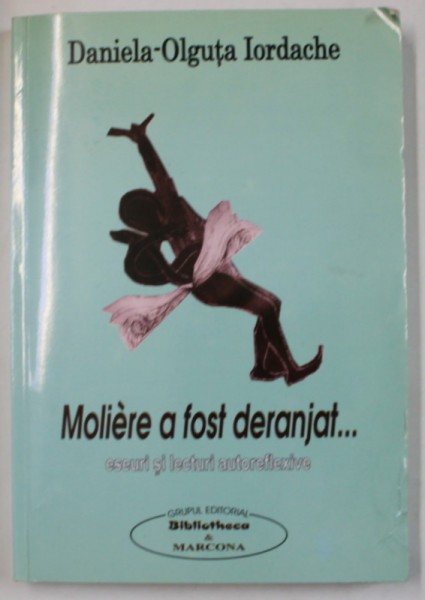 Daniela-Olguța Iordache
Molière a fost deranjat...
eseuri și lecturi autoreflexive
GRUPUL EDITORIAL
Bibliotheca
&
MARCONA